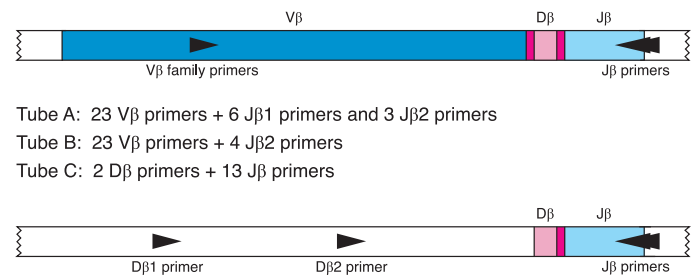 Vβ Dβ Jβ
Vβ family primers Jβ primers
Tube A: 23 Vβ primers + 6 Jβ1 primers and 3 Jβ2 primers
Tube B: 23 Vβ primers + 4 Jβ2 primers
Tube C: 2 Dβ primers + 13 Jβ primers
Dβ Jβ
Dβ1 primer Dβ2 primer Jβ primers